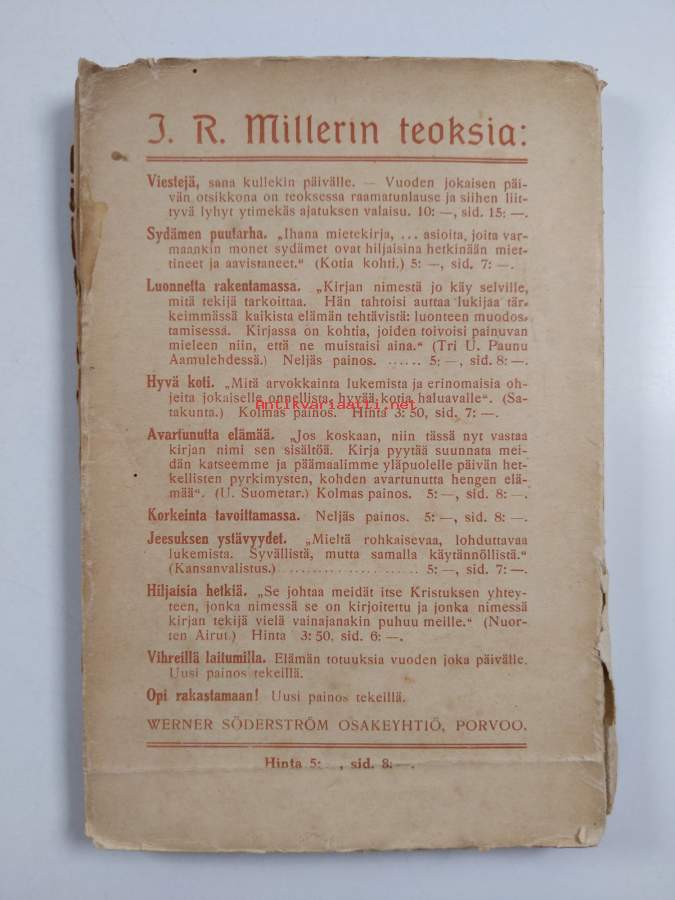 J. R. Millerin teoksia:
Viestejä, sana kullekin päivälle. — Vuoden jokaisen päi-
vän otsikkona on teoksessa raamatunlause ja siihen liit-
tyvä lyhyt ytimekäs ajatuksen valaisu. 10: —, sid. 15: —.
Sydämen puutarha. „Ihana mietekirja, ... asioita, joita var-
maankin monet sydämet ovat hiljaisina hetkinään miet-
tineet ja aavistaneet.“ (Kotia kohti.) 5: —, sid. 7: —.
Luonnetta rakentamassa. „Kirjan nimestä jo käy selville,
mitä tekijä tarkoittaa. Hän tahtoisi auttaa lukijaa tär-
keimmässä kaikista elämän tehtävistä: luonteen muodos-
tamisessa. Kirjassa on kohtia, joiden toivoisi painuvan
mieleen niin, että ne muistaisi aina.“ (Tri U. Paunu
Aamulehdessä.) Neljäs painos. ...... 5: —, sid. 8: —.
Hyvä koti. „Mitä arvokkainta lukemista ja erinomaisia oh-
jeita jokaiselle onnellista, hyvää kotia haluavalle“. (Sa-
antikvariaatti.net
takunta.) Kolmas painos. Hinta 3: 50, sid. 7: —.
Avartunutta elämää. „Jos koskaan, niin tässä nyt vastaa
kirjan nimi sen sisältöä. Kirja pyytää suunnata mei-
dän katseemme ja päämaalimme yläpuolelle päivän het-
kellisten pyrkimysten, kohden avartunutta hengen elä-
mää“. (U. Suometar.) Kolmas painos. 5: —, sid. 8: —.
Korkeinta tavoittamassa. Neljäs painos. 5: —, sid. 8: —.
Jeesuksen ystävyydet. „Mieltä rohkaisevaa, lohduttavaa
lukemista. Syvällistä, mutta samalla käytännöllistä.“
(Kansanvalistus.) ................... 5: —, sid. 7: —.
Hiljaisia hetkiä. „Se johtaa meidät itse Kristuksen yhtey-
teen, jonka nimessä se on kirjoitettu ja jonka nimessä
kirjan tekijä vielä vainajanakin puhuu meille.“ (Nuor-
ten Airut.) Hinta 3: 50, sid. 6: —.
Vihreillä laitumilla. Elämän totuuksia vuoden joka päivälle.
Uusi painos tekeillä.
Opi rakastamaan! Uusi painos tekeillä.
WERNER SÖDERSTRÖM OSAKEYHTIÖ, PORVOO.
Hinta 5: —, sid. 8: —.